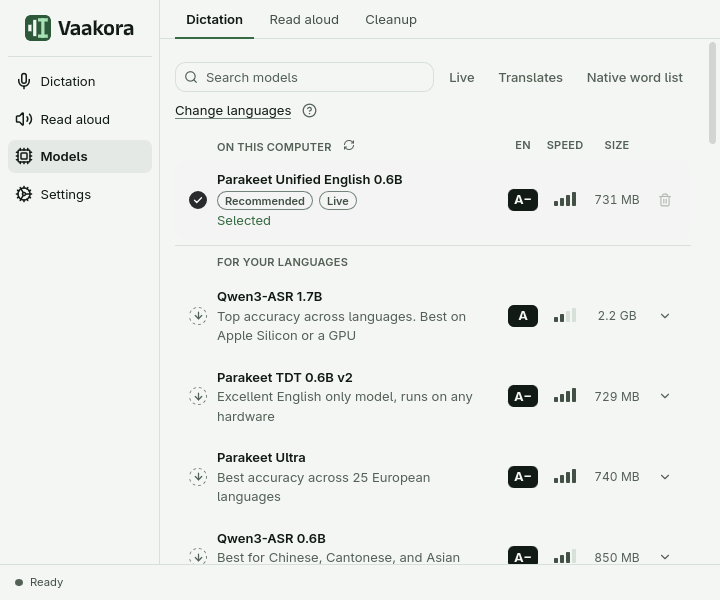 Vaakora
Dictation
Read aloud
Models
Settings
Dictation Read aloud Cleanup
Search models Live Translates Native word list
Change languages
ON THIS COMPUTER EN SPEED SIZE
Parakeet Unified English 0.6B
Recommended Live A− 731 MB
Selected
FOR YOUR LANGUAGES
Qwen3-ASR 1.7B
Top accuracy across languages. Best on A 2.2 GB
Apple Silicon or a GPU
Parakeet TDT 0.6B v2
Excellent English only model, runs on any A− 729 MB
hardware
Parakeet Ultra
Best accuracy across 25 European A− 740 MB
languages
Qwen3-ASR 0.6B
Best for Chinese, Cantonese, and Asian A− 850 MB
Ready